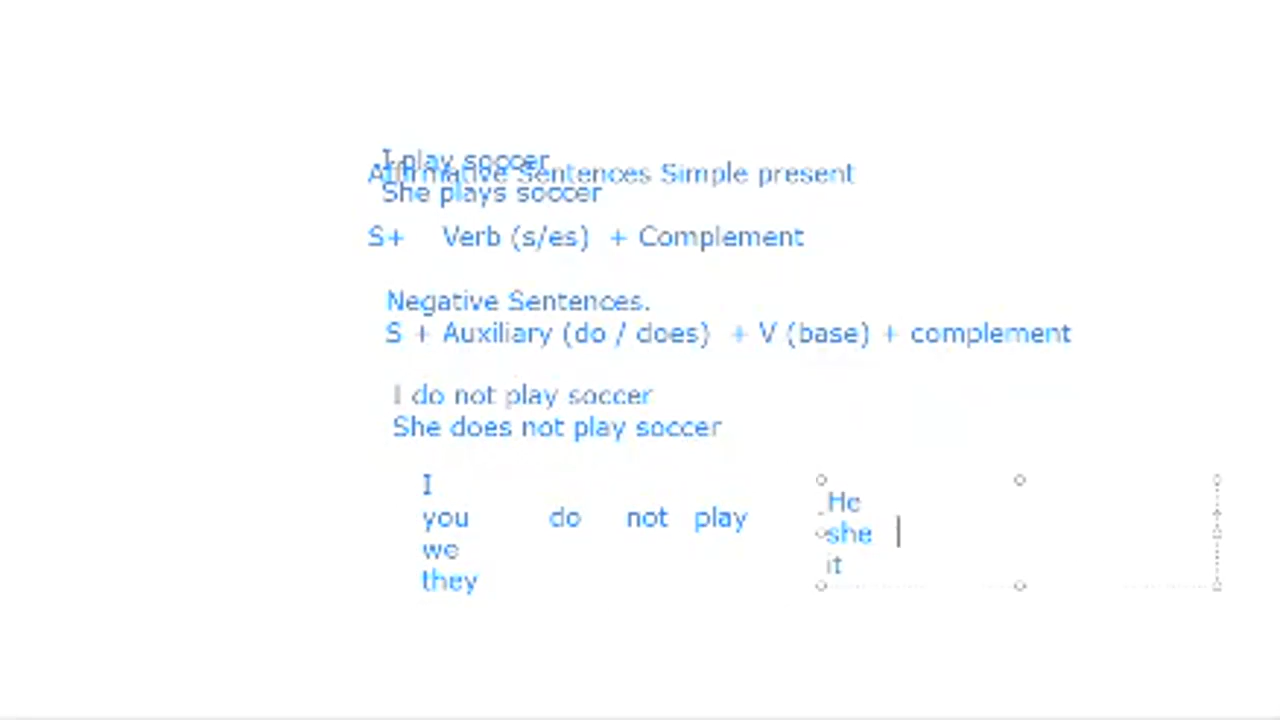 I play soccer
Affirmative Sentences Simple present
She plays soccer
S+ Verb (s/es) + Complement
Negative Sentences.
S + Auxiliary (do / does) + V (base) + complement
I do not play soccer
She does not play soccer
I
you do not play
we
they
He
she
it